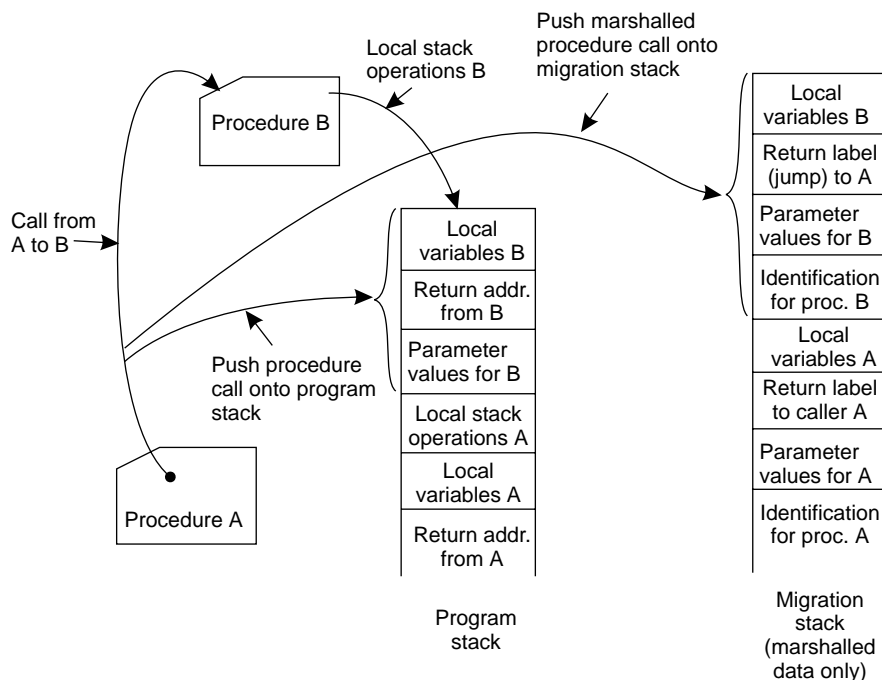 Push marshalled
procedure call onto
migration stack
Local stack
operations B
Procedure B
Call from
A to B
Push procedure
call onto program
stack
Procedure A
Local
variables B
Return addr.
from B
Parameter
values for B
Local stack
operations A
Local
variables A
Return addr.
from A
Program
stack
Local
variables B
Return label
(jump) to A
Parameter
values for B
Identification
for proc. B
Local
variables A
Return label
to caller A
Parameter
values for A
Identification
for proc. A
Migration
stack
(marshalled
data only)